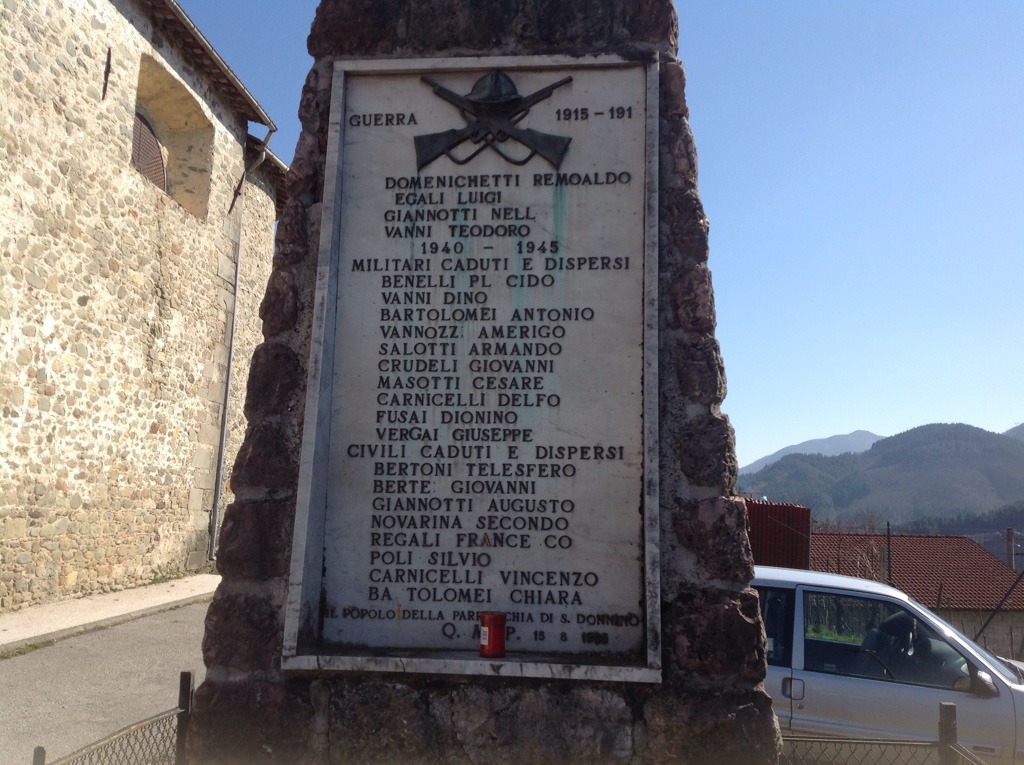 GUERRA 1915 - 191
DOMENICHETTI REMOALDO
EGALI LUIGI
GIANNOTTI NELL
VANNI TEODORO
1940 - 1945
MILITARI CADUTI E DISPERSI
BENELLI PL CIDO
VANNI DINO
BARTOLOMEI ANTONIO
VANNOZZ AMERIGO
SALOTTI ARMANDO
CRUDELI GIOVANNI
MASOTTI CESARE
CARNICELLI DELFO
FUSAI DIONINO
VERGAI GIUSEPPE
CIVILI CADUTI E DISPERSI
BERTONI TELESFERO
BERTE GIOVANNI
GIANNOTTI AUGUSTO
NOVARINA SECONDO
REGALI FRANCE CO
POLI SILVIO
CARNICELLI VINCENZO
BA TOLOMEI CHIARA
IL POPOLO DELLA PARR CCHIA DI S. DONNINO
Q. M. P. 15 8